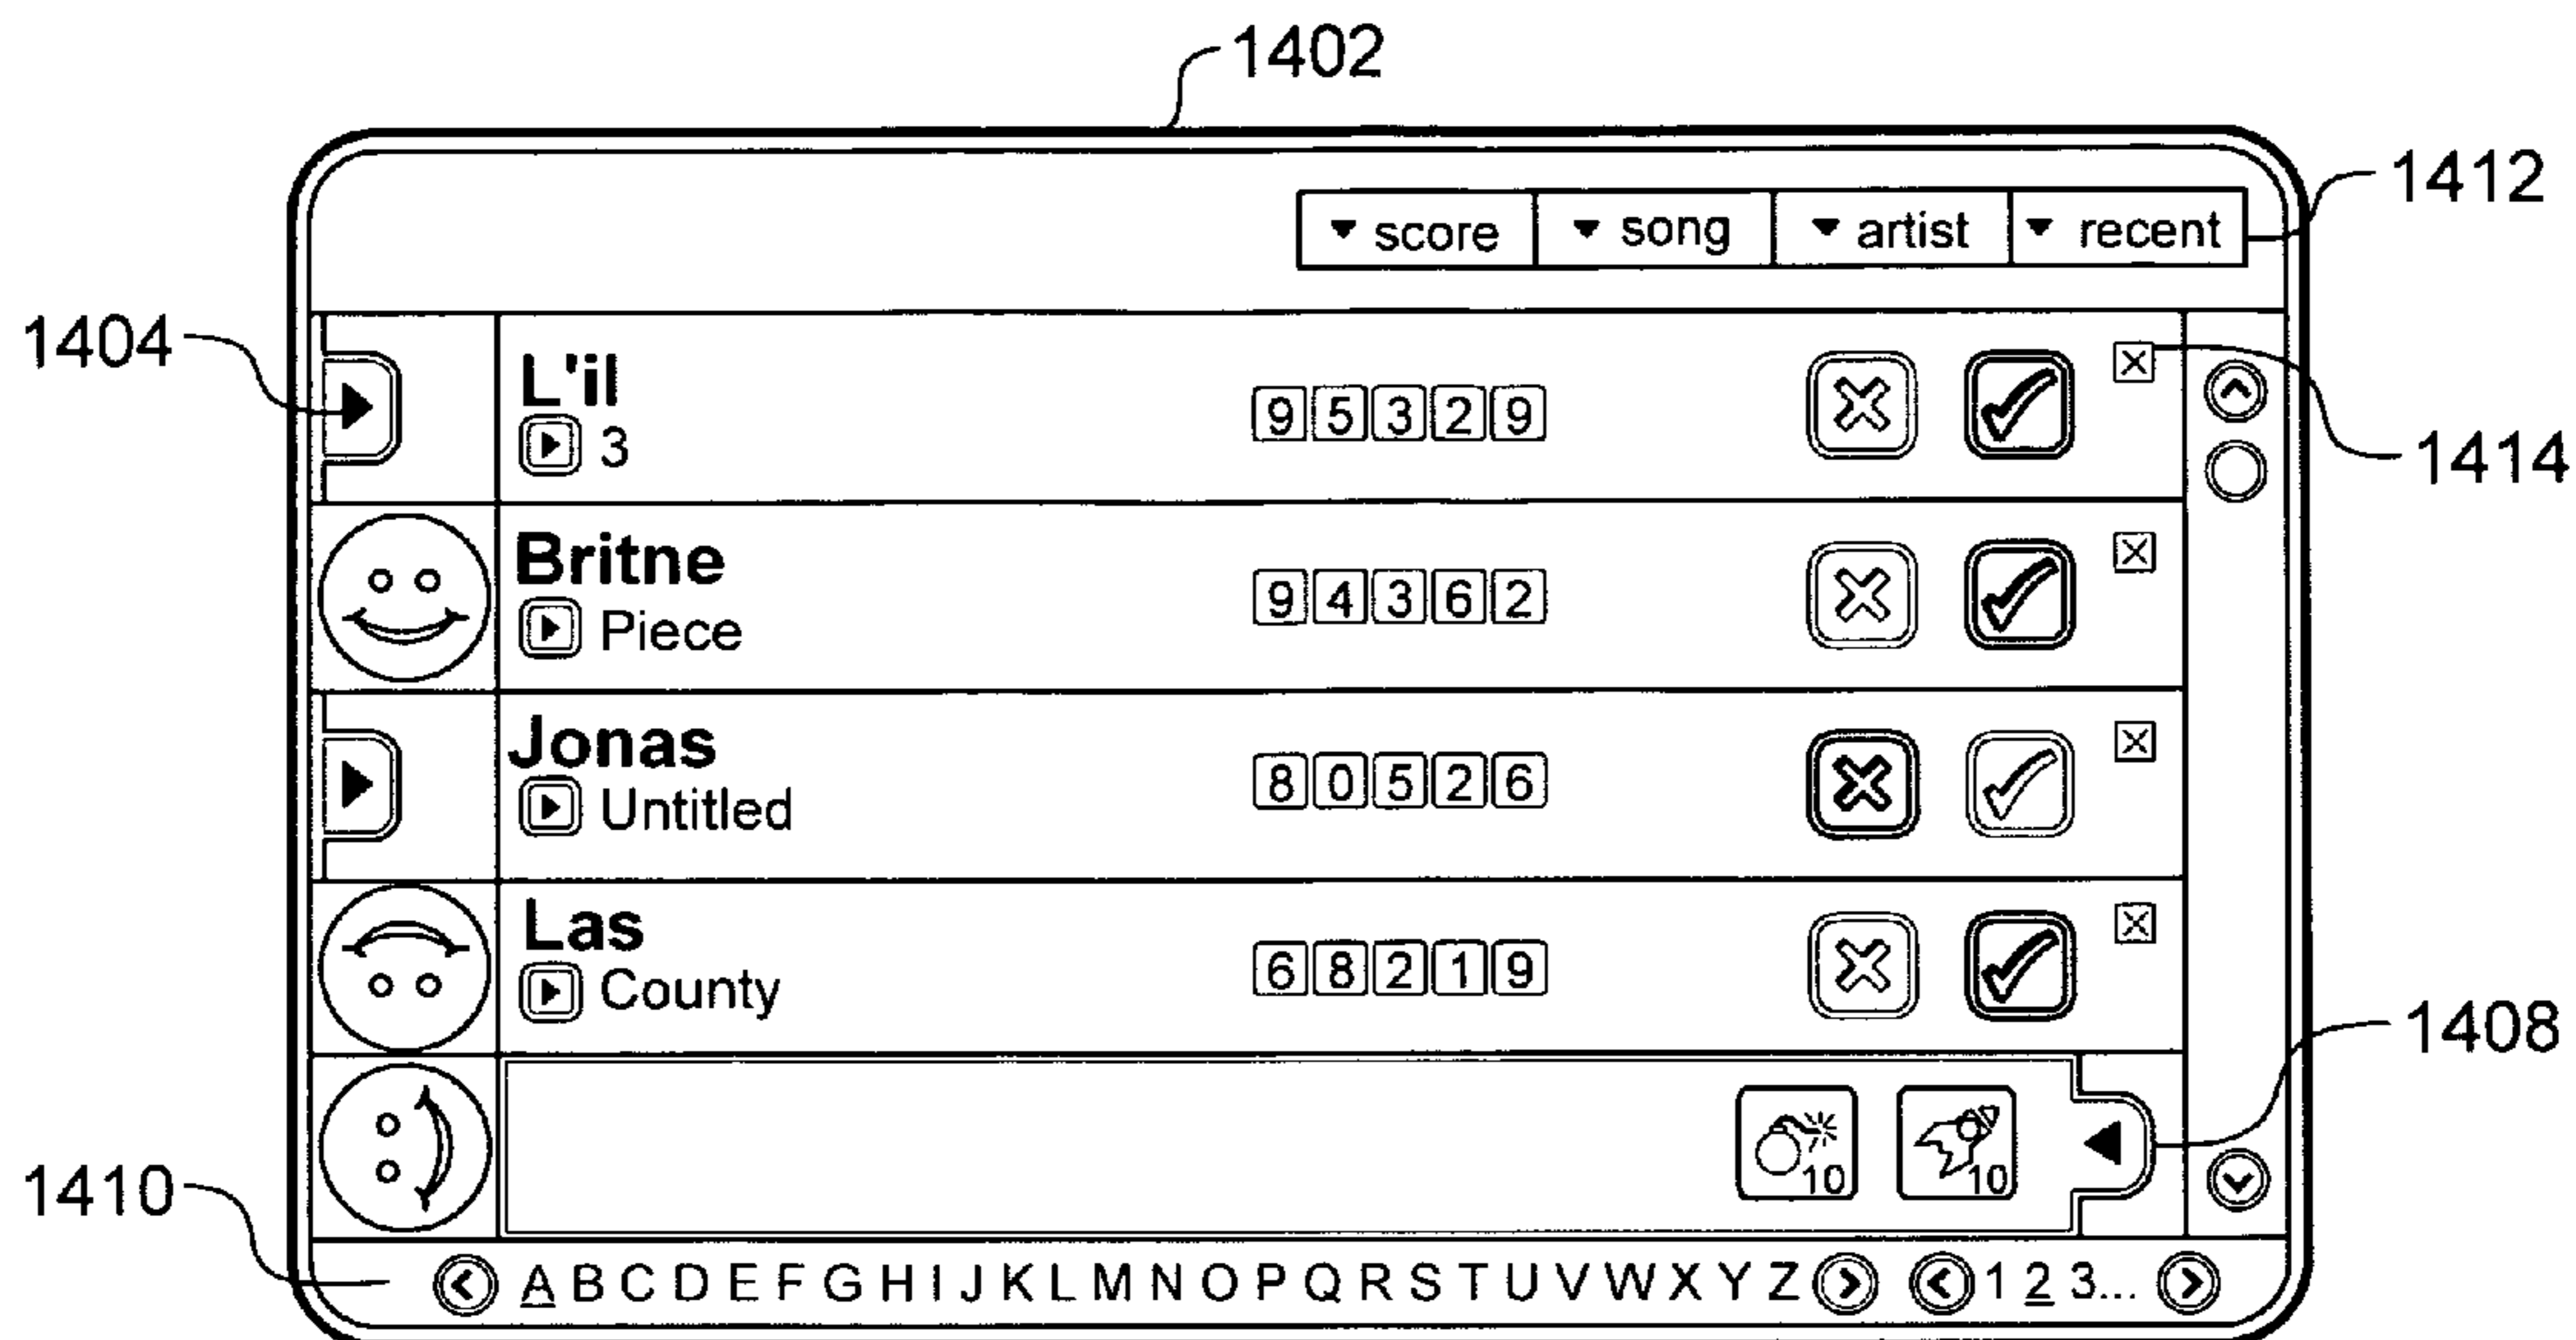 1402
1412
score song artist recent
1404
L'il
3
95329
1414
Britne
Piece
94362
Jonas
Untitled
80526
Las
County
68219
1408
10 10
1410
A B C D E F G H I J K L M N O P Q R S T U V W X Y Z 1 2 3...